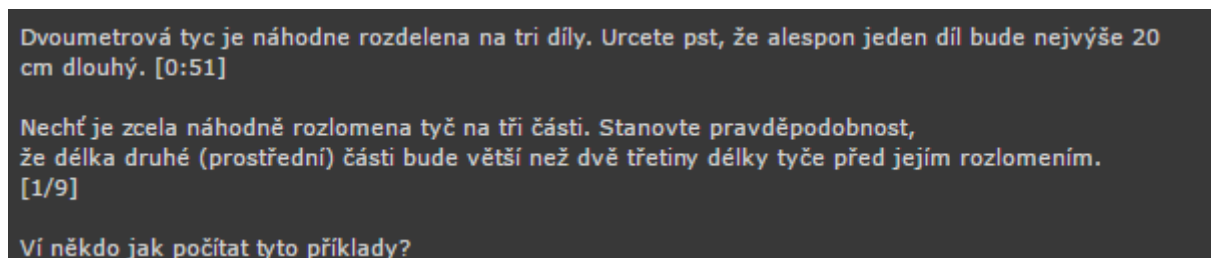 Dvoumetrová tyc je náhodne rozdelena na tri díly. Urcete pst, že alespon jeden díl bude nejvýše 20
cm dlouhý. [0:51]
Nechť je zcela náhodně rozlomena tyč na tři části. Stanovte pravděpodobnost,
že délka druhé (prostřední) části bude větší než dvě třetiny délky tyče před jejím rozlomením.
[1/9]
Ví někdo jak počítat tyto příklady?